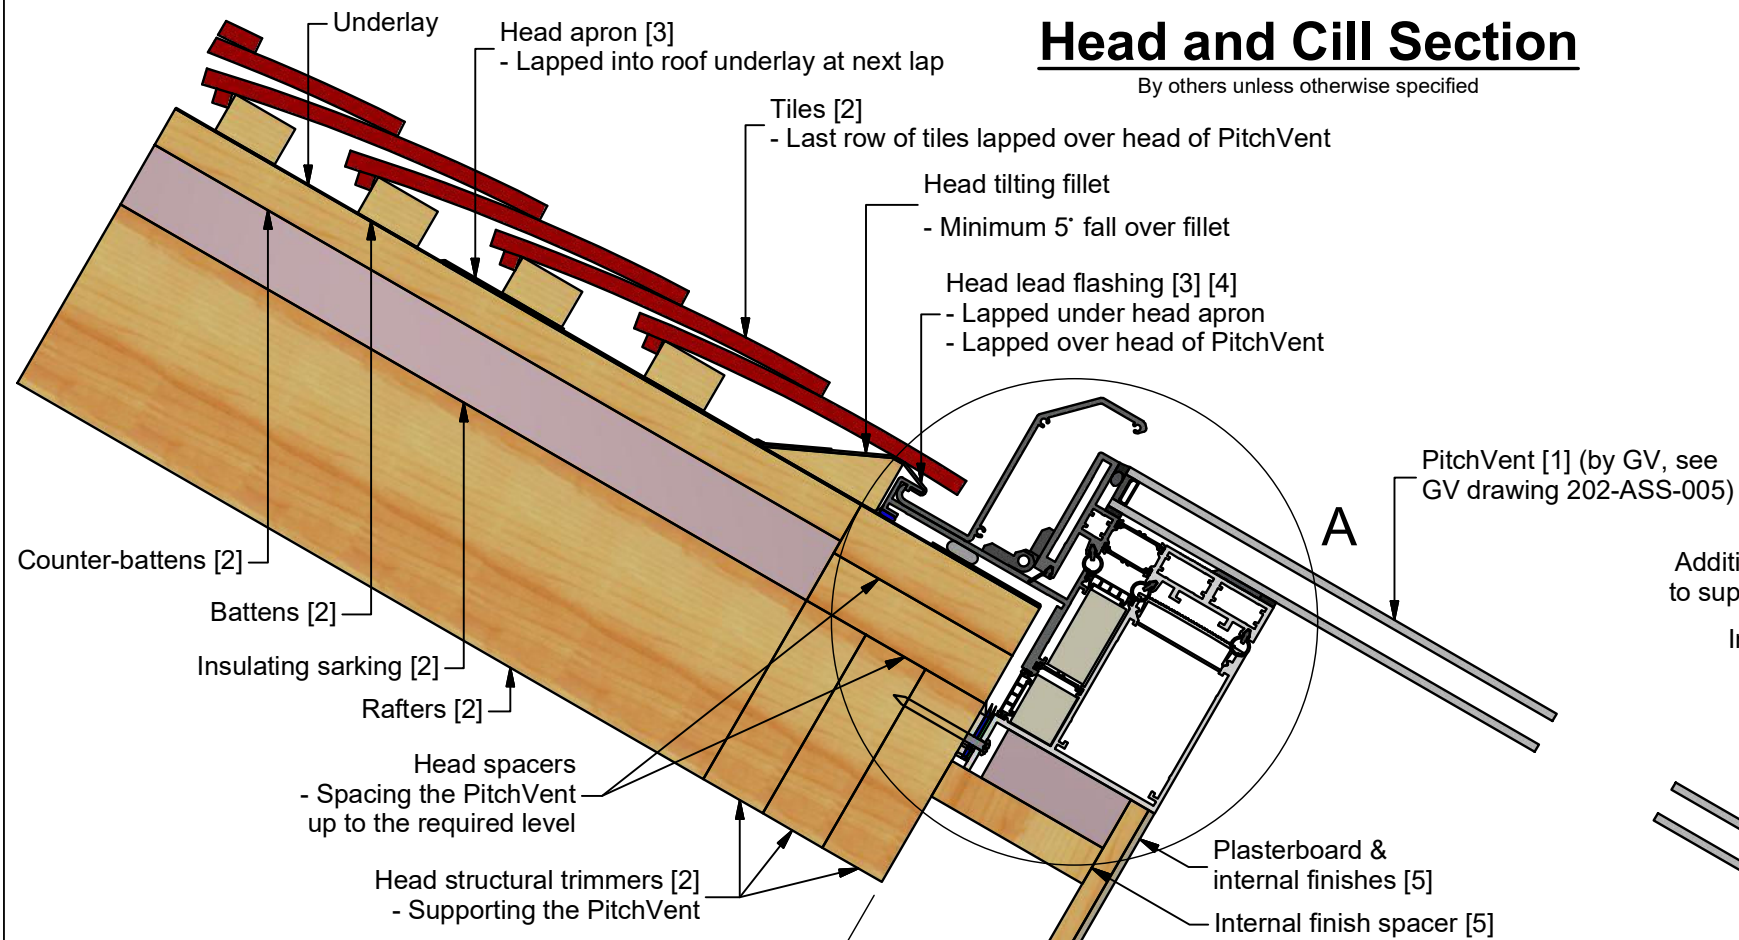 Head and Cill Section
By others unless otherwise specified
Underlay
Head apron [3]
- Lapped into roof underlay at next lap
Tiles [2]
- Last row of tiles lapped over head of PitchVent
Head tilting fillet
- Minimum 5° fall over fillet
Head lead flashing [3] [4]
- Lapped under head apron
- Lapped over head of PitchVent
PitchVent [1] (by GV, see
GV drawing 202-ASS-005)
A
Counter-battens [2]
Battens [2]
Insulating sarking [2]
Rafters [2]
Head spacers
- Spacing the PitchVent
up to the required level
Head structural trimmers [2]
- Supporting the PitchVent
Plasterboard &
internal finishes [5]
Internal finish spacer [5]
to